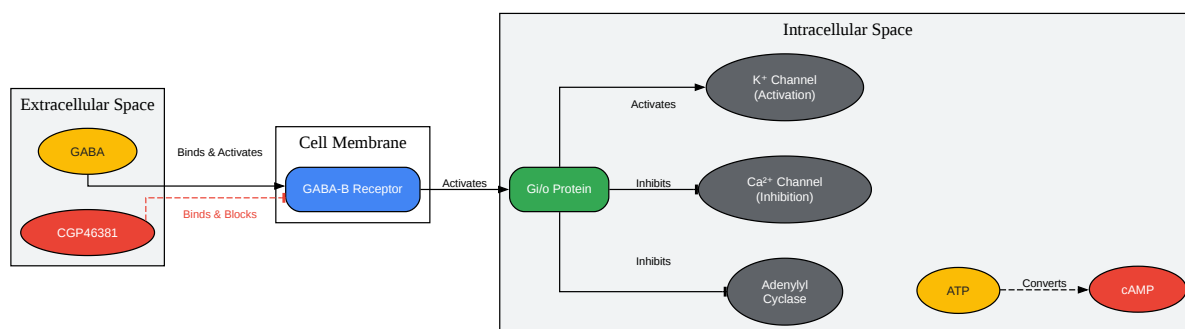 Extracellular Space
GABA
CGP46381
Binds & Activates
Binds & Blocks
Cell Membrane
GABA-B Receptor
Activates
Intracellular Space
Gi/o Protein
Activates
K⁺ Channel
(Activation)
Inhibits
Ca²⁺ Channel
(Inhibition)
Inhibits
Adenylyl
Cyclase
ATP
Converts
cAMP